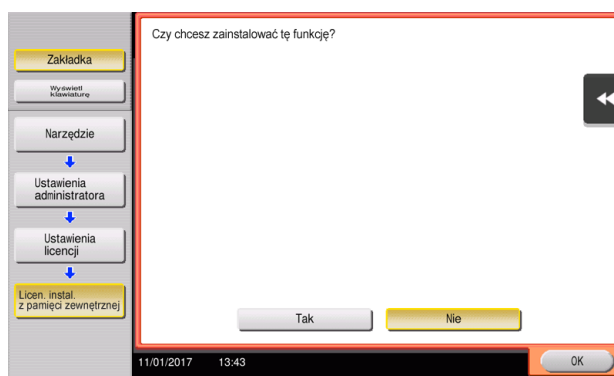 Czy chcesz zainstalować tę funkcję?
Zakładka
Wyświetl
klawiaturę
Narzędzie
Ustawienia
administratora
Ustawienia
licencji
Licen. instal.
z pamięci zewnętrznej
Tak
Nie
11/01/2017 13:43
OK